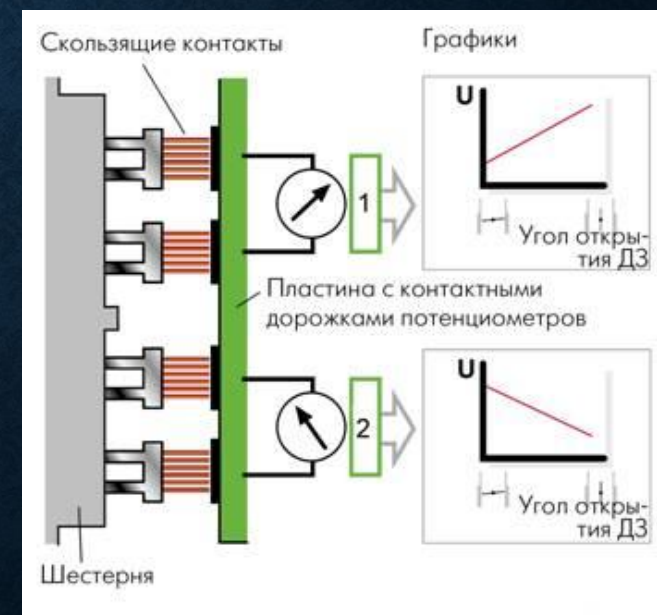 Скользящие контакты
Графики
U
1
Угол откры-
тия ДЗ
Пластина с контактными
дорожками потенциометров
U
2
Угол откры-
тия ДЗ
Шестерня